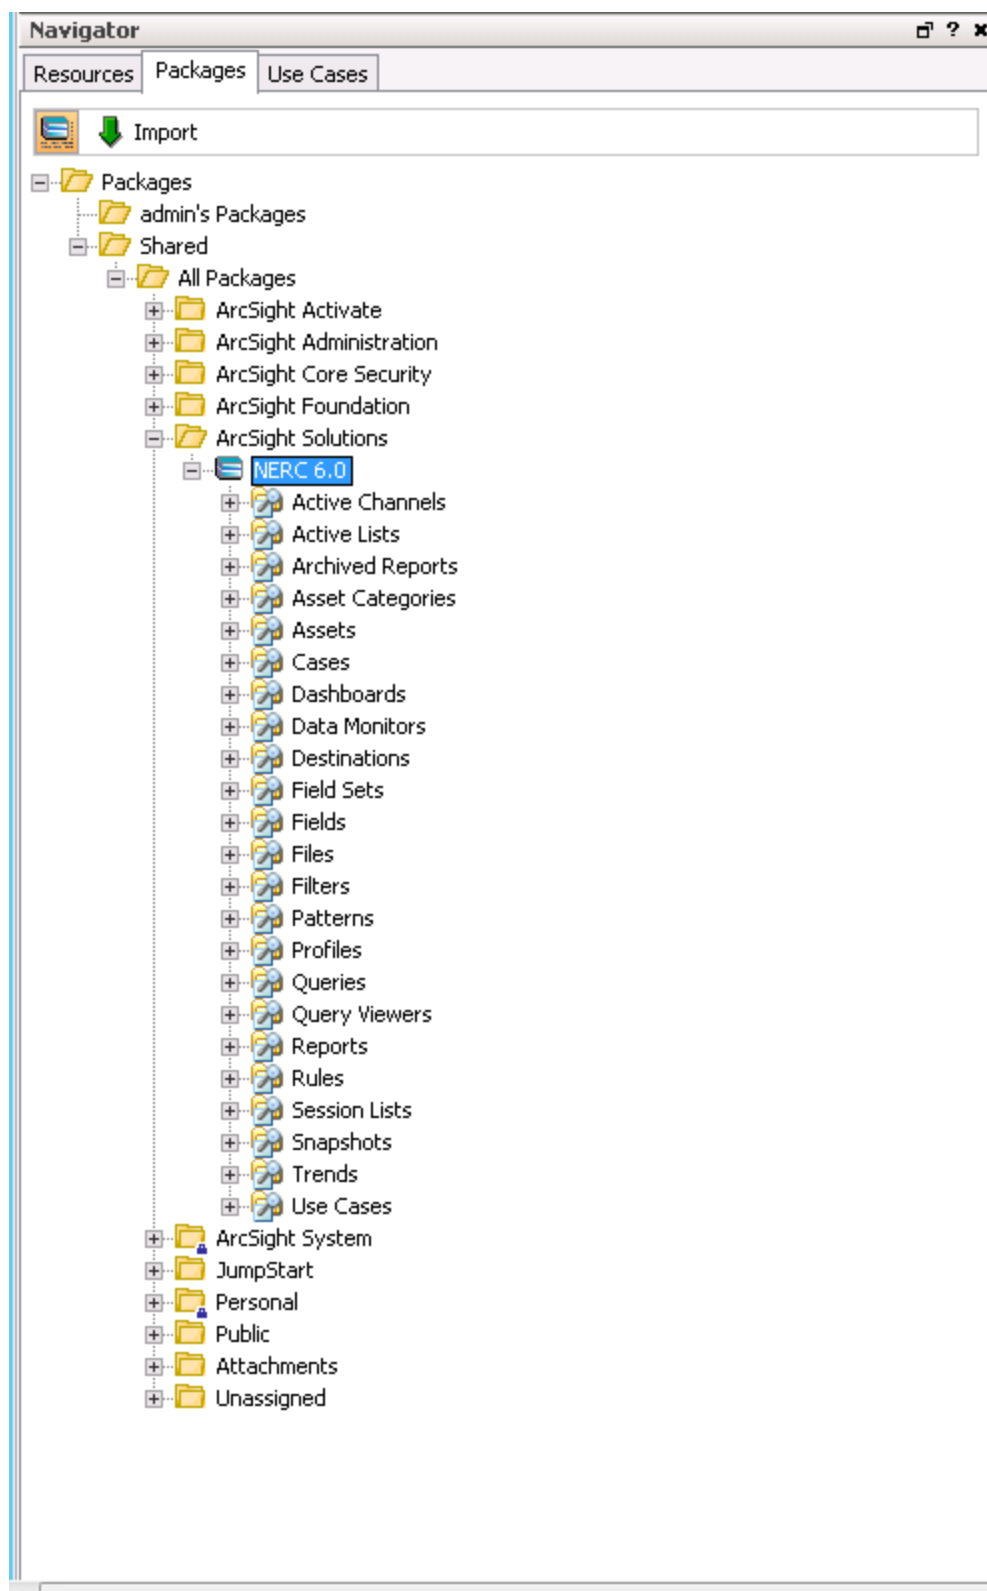 Navigator
Resources Packages Use Cases
Import
Packages
admin's Packages
Shared
All Packages
ArcSight Activate
ArcSight Administration
ArcSight Core Security
ArcSight Foundation
ArcSight Solutions
NERC 6.0
Active Channels
Active Lists
Archived Reports
Asset Categories
Assets
Cases
Dashboards
Data Monitors
Destinations
Field Sets
Fields
Files
Filters
Patterns
Profiles
Queries
Query Viewers
Reports
Rules
Session Lists
Snapshots
Trends
Use Cases
ArcSight System
JumpStart
Personal
Public
Attachments
Unassigned